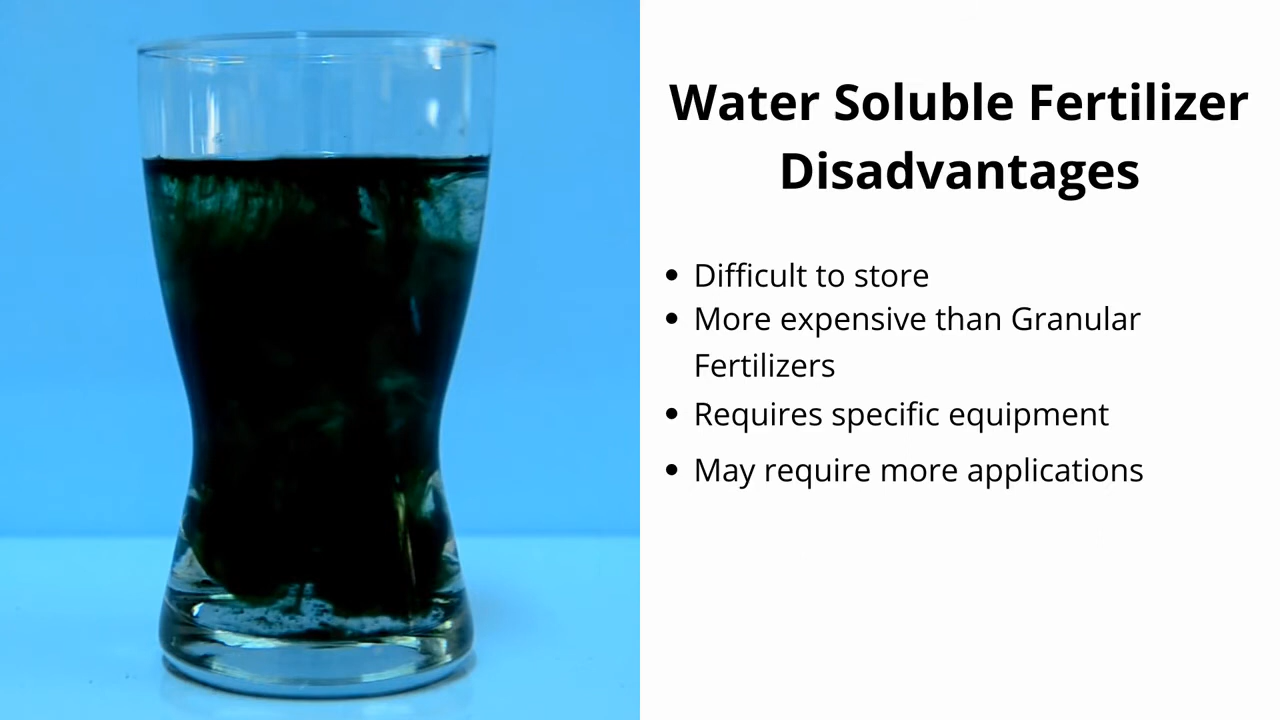 Water Soluble Fertilizer
Disadvantages
• Difficult to store
• More expensive than Granular
Fertilizers
• Requires specific equipment
• May require more applications